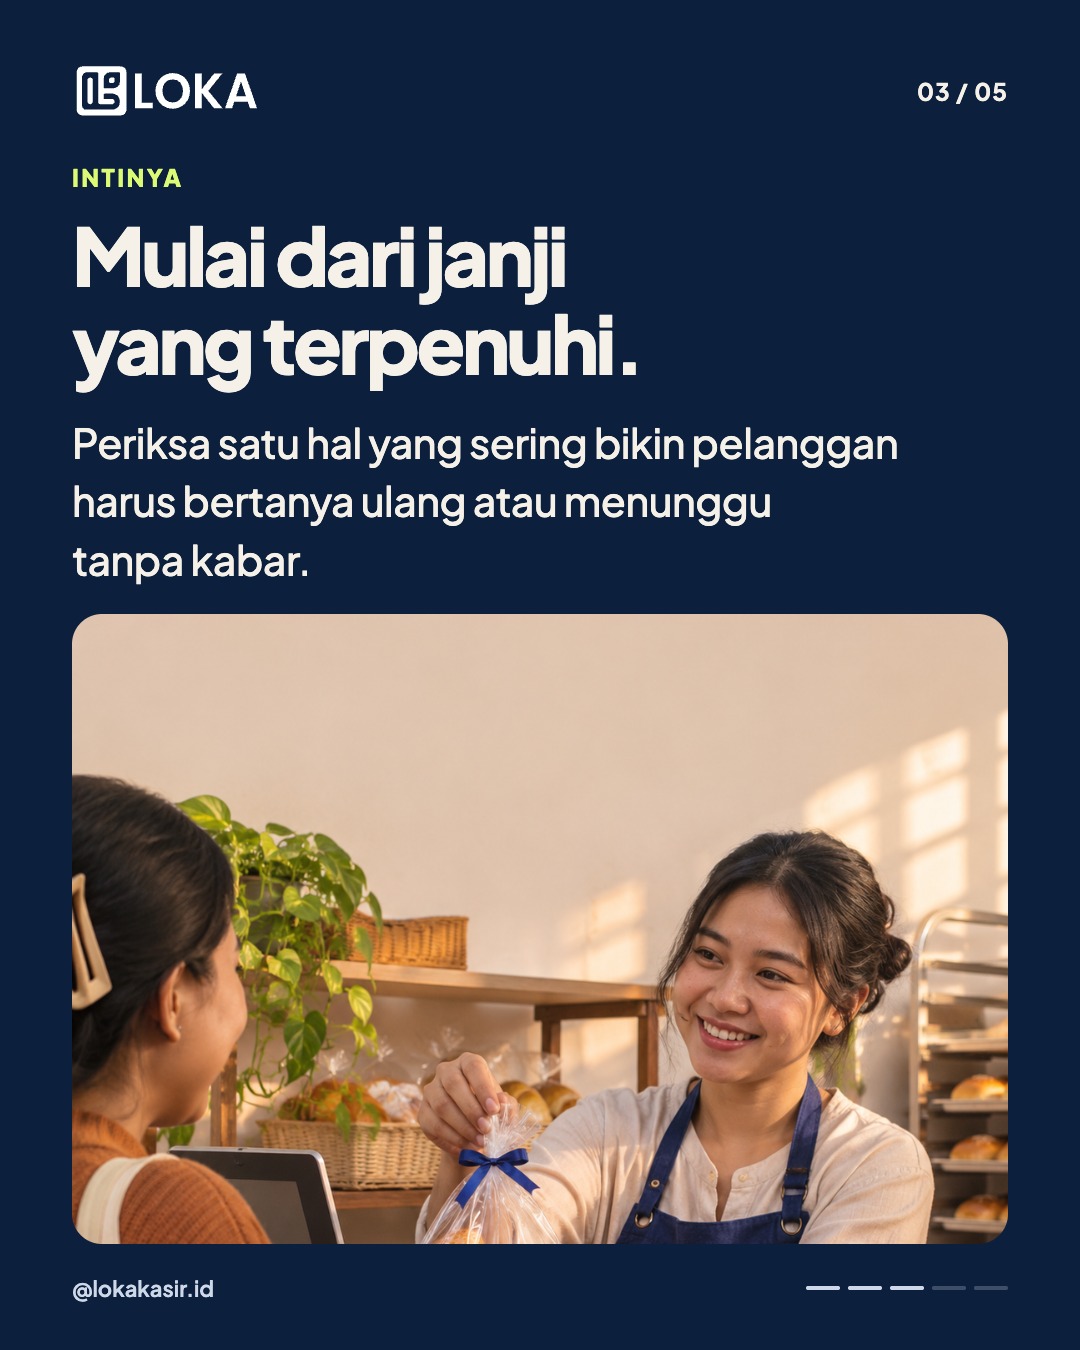 LOKA
03 / 05
INTINYA
Mulai dari janji
yang terpenuhi.
Periksa satu hal yang sering bikin pelanggan
harus bertanya ulang atau menunggu
tanpa kabar.
@lokakasir.id